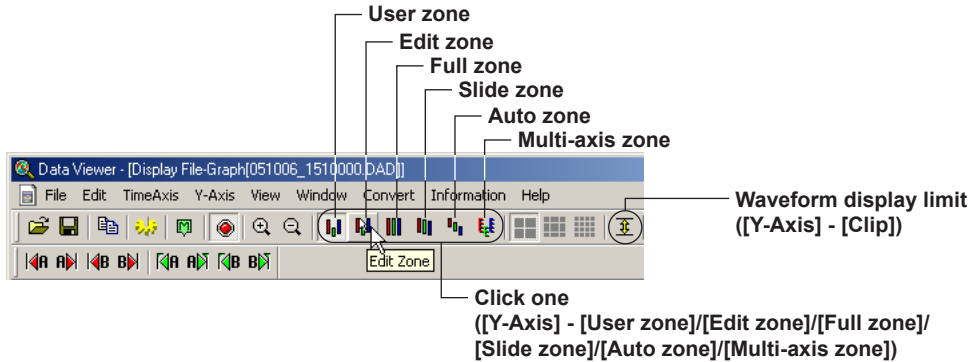 User zone
Edit zone
Full zone
Slide zone
Auto zone
Multi-axis zone
Data Viewer - [Display File-Graph[051006_1510000.DAD]]
File Edit TimeAxis Y-Axis View Window Convert Information Help
Waveform display limit
([Y-Axis] - [Clip])
A A B B A A B B
Edit Zone
Click one
([Y-Axis] - [User zone]/[Edit zone]/[Full zone]/
[Slide zone]/[Auto zone]/[Multi-axis zone])